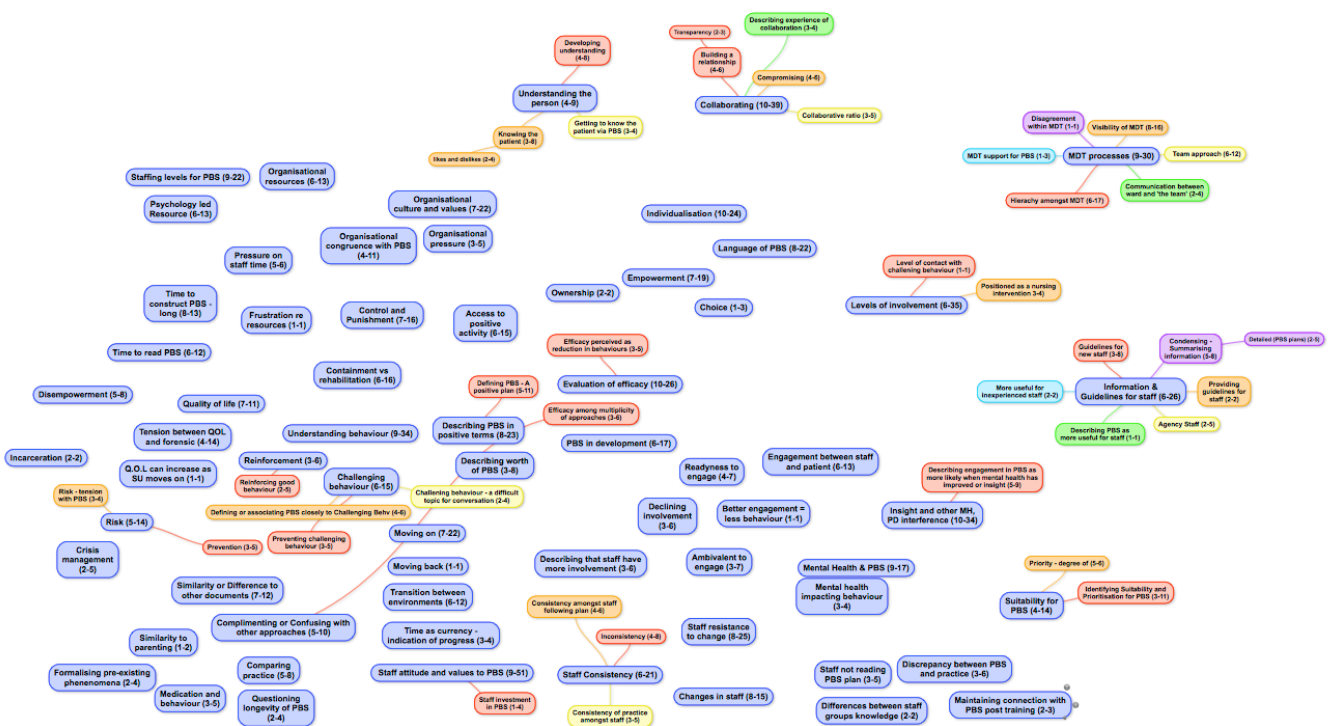 Describing experience of
collaboration (3-4)
Transparency (2-3)
Building a
relationship
(4-6)
Compromising (4-6)
Collaborating (10-39)
Collaborative ratio (3-5)
Developing
understanding
(4-8)
Understanding the
person (4-9)
Getting to know the
patient via PBS (3-4)
Knowing the
patient (3-8)
likes and dislikes (2-4)
Disagreement
within MDT (1-1)
Visibility of MDT (8-16)
MDT support for PBS (1-3)
MDT processes (9-30)
Team approach (6-12)
Communication between
ward and 'the team' (2-4)
Hierachy amongst MDT (6-17)
Staffing levels for PBS (9-22)
Organisational
resources (6-13)
Psychology led
Resource (6-13)
Organisational
culture and values (7-22)
Organisational
congruence with PBS
(4-11)
Organisational
pressure (3-5)
Pressure on
staff time (5-6)
Individualisation (10-24)
Language of PBS (8-22)
Empowerment (7-19)
Ownership (2-2)
Choice (1-3)
Level of contact with
challening behaviour (1-1)
Positioned as a nursing
intervention 3-4)
Levels of involvement (6-35)
Time to
construct PBS -
long (8-13)
Frustration re
resources (1-1)
Control and
Punishment (7-16)
Access to
positive
activity (6-15)
Time to read PBS (6-12)
Containment vs
rehabilitation (6-16)
Efficacy perceived as
reduction in behaviours (3-5)
Evaluation of efficacy (10-26)
Efficacy among multiplicity
of approaches (3-6)
Defining PBS - A
positive plan (5-11)
Describing PBS in
positive terms (8-23)
Guidelines for
new staff (3-8)
Condensing -
Summarising
information (5-8)
Detailed (PBS plans) (2-5)
More useful for
inexperienced staff (2-2)
Information &
Guidelines for staff (6-26)
Providing
guidelines for
staff (2-2)
Describing PBS as
more useful for staff (1-1)
Agency Staff (2-5)
Disempowerment (5-8)
Quality of life (7-11)
Tension between QOL
and forensic (4-14)
Understanding behaviour (9-34)
Incarceration (2-2)
Q.O.L can increase as
SU moves on (1-1)
Reinforcement (3-6)
Reinforcing good
behaviour (2-5)
Challenging
behaviour (6-15)
Describing worth
of PBS (3-8)
PBS in development (6-17)
Challening behaviour - a difficult
topic for conversation (2-4)
Defining or associating PBS closely to Challenging Behv (4-6)
Preventing challenging
behaviour (3-5)
Risk - tension
with PBS (3-4)
Risk (5-14)
Prevention (3-5)
Crisis
management
(2-5)
Readyness to
engage (4-7)
Engagement between staff
and patient (6-13)
Declining
involvement
(3-6)
Better engagement =
less behaviour (1-1)
Describing engagement in PBS as
more likely when mental health has
improved or insight (5-9)
Insight and other MH,
PD interference (10-34)
Moving on (7-22)
Moving back (1-1)
Describing that staff have
more involvement (3-6)
Ambivalent to
engage (3-7)
Mental Health & PBS (9-17)
Mental health
impacting behaviour
(3-4)
Priority - degree of (5-6)
Suitability for
PBS (4-14)
Identifying Suitability and
Prioritisation for PBS (3-11)
Similarity or Difference to
other documents (7-12)
Complimenting or Confusing with
other approaches (5-10)
Transition between
environments (6-12)
Time as currency -
indication of progress (3-4)
Consistency amongst staff
following plan (4-6)
Inconsistency (4-8)
Staff Consistency (6-21)
Consistency of practice
amongst staff (3-5)
Staff resistance
to change (8-25)
Changes in staff (8-15)
Similarity to
parenting (1-2)
Formalising pre-existing
phenomena (2-4)
Medication and
behaviour (3-5)
Comparing
practice (5-8)
Questioning
longevity of PBS
(2-4)
Staff attitude and values to PBS (9-51)
Staff investment
in PBS (1-4)
Staff not reading
PBS plan (3-5)
Discrepancy between PBS
and practice (3-6)
Differences between staff
groups knowledge (2-2)
Maintaining connection with
PBS post training (2-3)